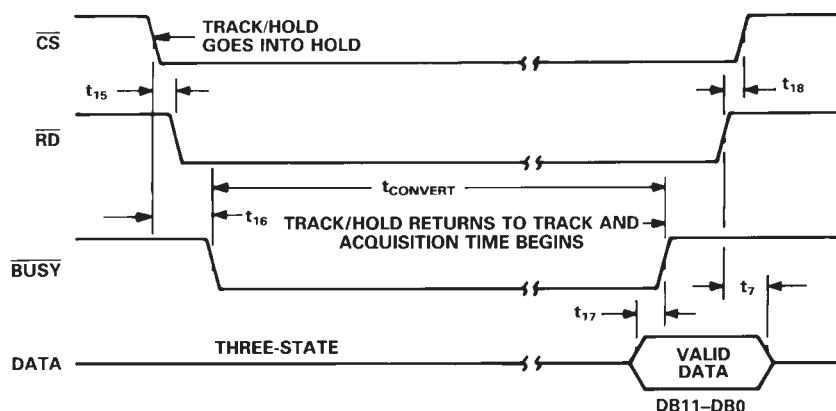 TRACK/HOLD
GOES INTO HOLD
CS
t15
t18
RD
tCONVERT
t16
TRACK/HOLD RETURNS TO TRACK AND
ACQUISITION TIME BEGINS
BUSY
t7
t17
THREE-STATE
VALID
DATA
DATA
DB11–DB0